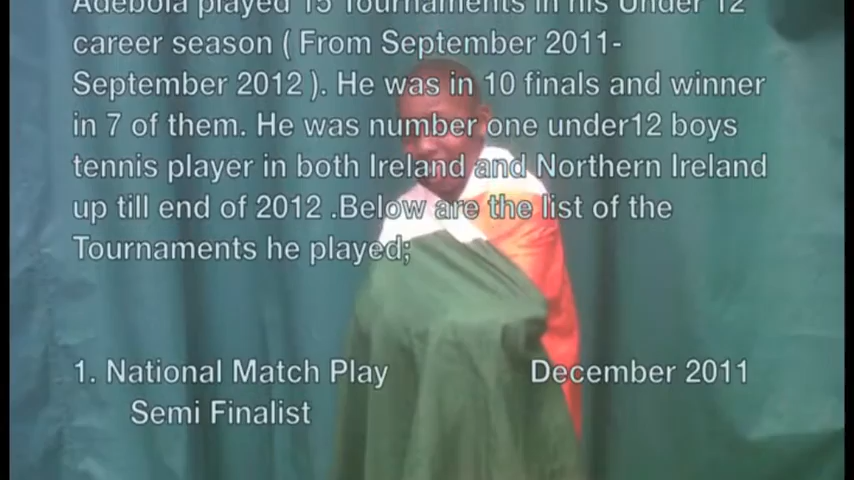 Adebola played 15 Tournaments in his Under 12
career season ( From September 2011-
September 2012 ). He was in 10 finals and winner
in 7 of them. He was number one under12 boys
tennis player in both Ireland and Northern Ireland
up till end of 2012 .Below are the list of the
Tournaments he played;
1. National Match Play December 2011
Semi Finalist